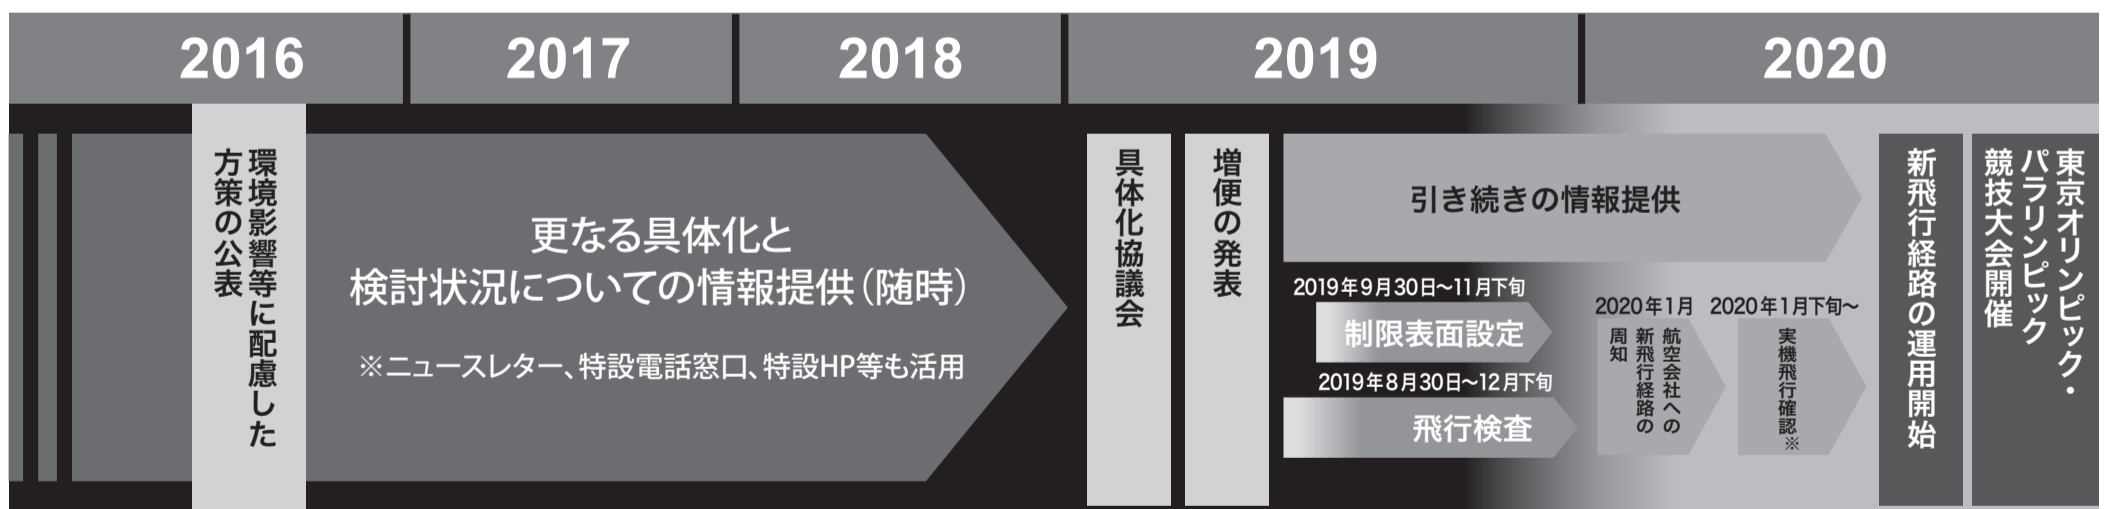 2016
2017
2018
2019
2020
環境影響等に配慮した
方策の公表
更なる具体化と
検討状況についての情報提供（随時）
※ニュースレター、特設電話窓口、特設HP等も活用
具体化協議会
増便の発表
引き続きの情報提供
2019年9月30日～11月下旬
制限表面設定
2019年8月30日～12月下旬
飛行検査
2020年1月
航空会社への
新飛行経路の
周知
2020年1月下旬～
実機飛行確認※
新飛行経路の運用開始
東京オリンピック・
パラリンピック
競技大会開催